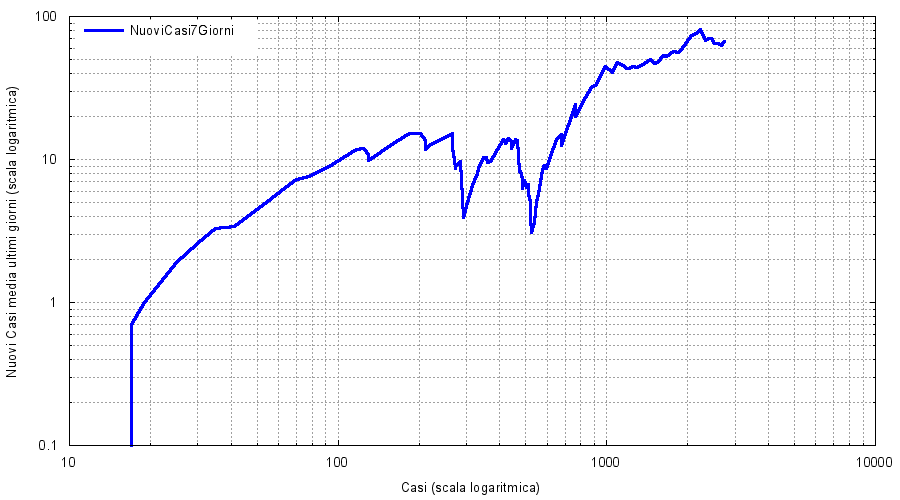 NuoviCasi7Giorni
100
10
1
0.1
Nuovi Casi media ultimi giorni (scala logaritmica)
10
100
1000
10000
Casi (scala logaritmica)